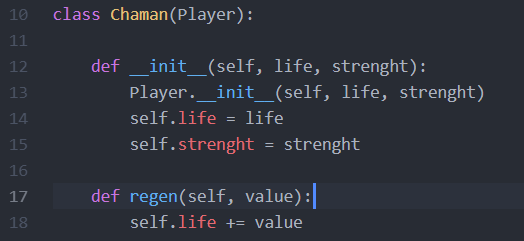 10 class Chaman(Player):
11
12     def __init__(self, life, strenght):
13         Player.__init__(self, life, strenght)
14         self.life = life
15         self.strenght = strenght
16
17     def regen(self, value):
18         self.life += value